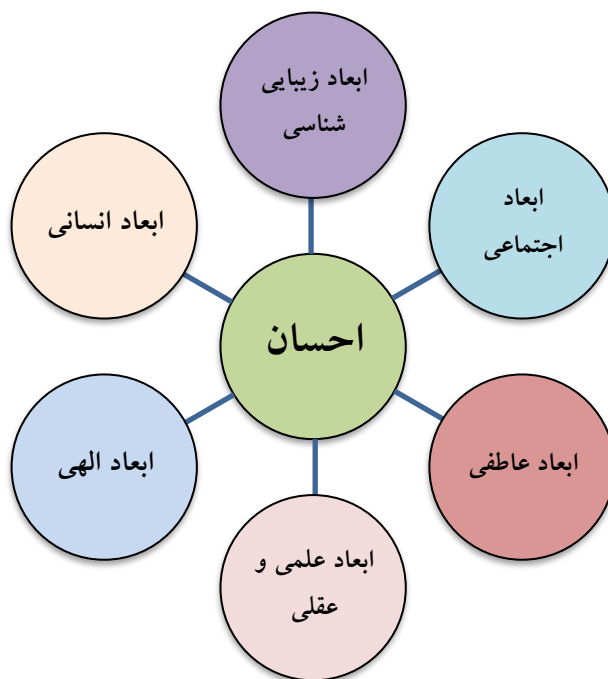 ابعاد زیبایی
شناسی
ابعاد
اجتماعی
ابعاد انسانی
احسان
ابعاد عاطفی
ابعاد الهی
ابعاد علمی و
عقلی